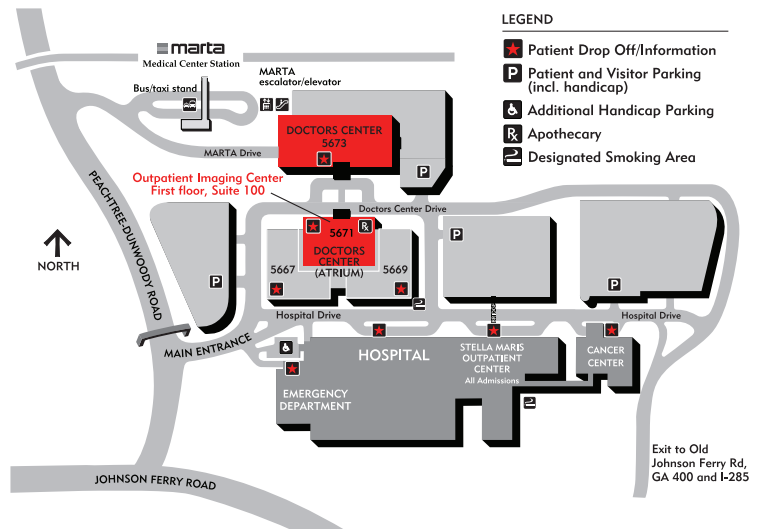 marta
Medical Center Station
Bus/taxi stand
MARTA
escalator/elevator
LEGEND
Patient Drop Off/Information
P
Patient and Visitor Parking
(incl. handicap)
Additional Handicap Parking
Rx
Apothecary
Designated Smoking Area
DOCTORS CENTER
5673
MARTA Drive
P
Outpatient Imaging Center
First floor, Suite 100
Doctors Center Drive
PEACHTREE-DUNWOODY ROAD
5671
Rx
DOCTORS
CENTER
(ATRIUM)
5667
5669
P
P
P
NORTH
Hospital Drive
Hospital Drive
MAIN ENTRANCE
HOSPITAL
STELLA MARIS
OUTPATIENT
CENTER
All Admissions
CANCER
CENTER
EMERGENCY
DEPARTMENT
Exit to Old
Johnson Ferry Rd,
GA 400 and I-285
JOHNSON FERRY ROAD